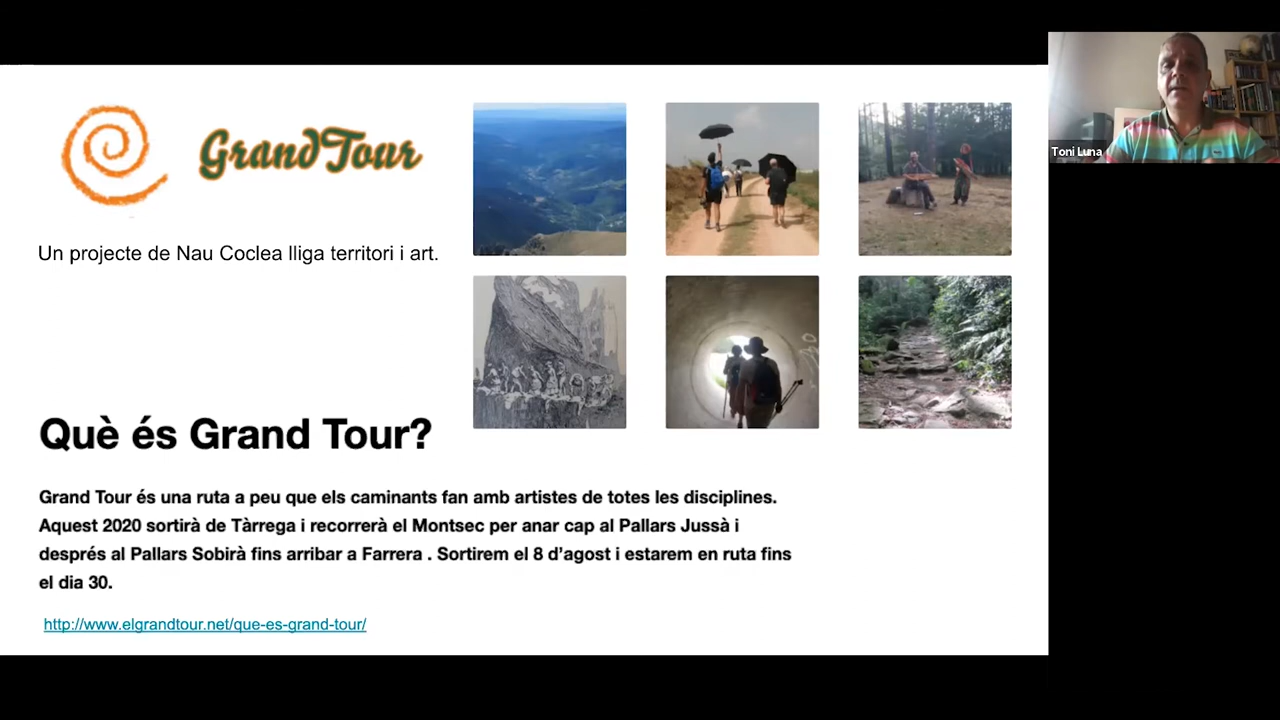 GrandTour
Toni Luna
Un projecte de Nau Coclea lliga territori i art.
Què és Grand Tour?
Grand Tour és una ruta a peu que els caminants fan amb artistes de totes les disciplines.
Aquest 2020 sortirà de Tàrrega i recorrerà el Montsec per anar cap al Pallars Jussà i
després al Pallars Sobirà fins arribar a Farrera . Sortirem el 8 d’agost i estarem en ruta fins
el dia 30.
http://www.elgrandtour.net/que-es-grand-tour/